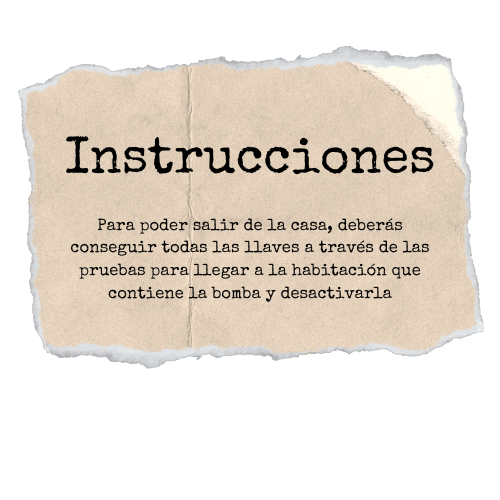 Instrucciones
Para poder salir de la casa, deberás
conseguir todas las llaves a través de las
pruebas para llegar a la habitación que
contiene la bomba y desactivarla